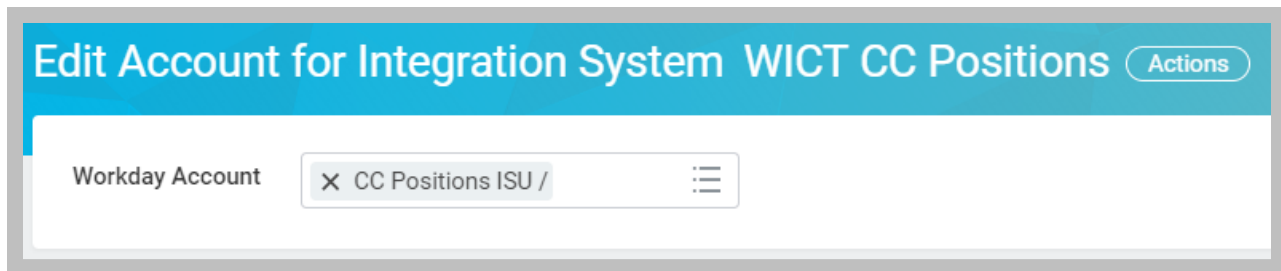 Edit Account for Integration System WICT CC Positions Actions
Workday Account × CC Positions ISU /